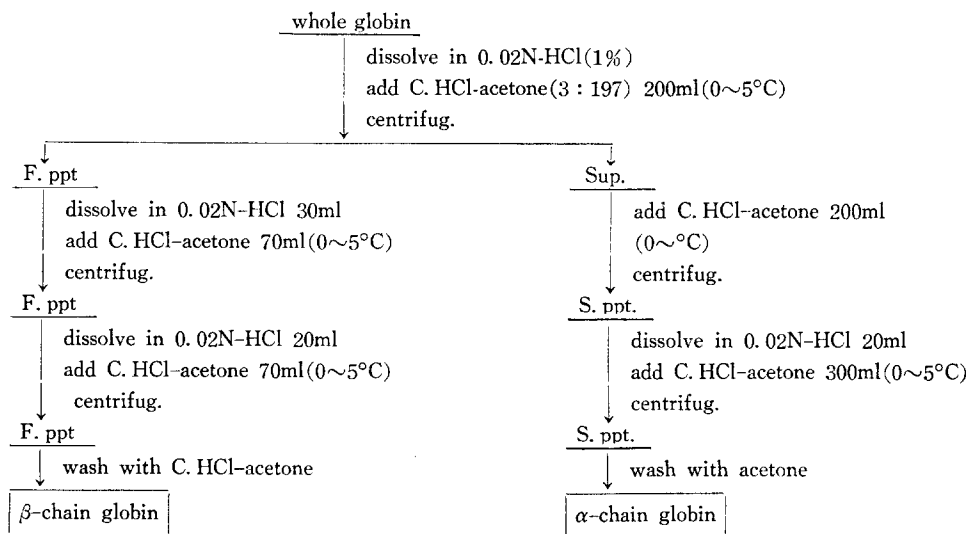 whole globin
dissolve in 0.02N-HCl(1%)
add C. HCl-acetone(3 : 197) 200ml(0～5°C)
centrifug.
F. ppt
dissolve in 0.02N-HCl 30ml
add C. HCl-acetone 70ml(0～5°C)
centrifug.
F. ppt
dissolve in 0.02N-HCl 20ml
add C. HCl-acetone 70ml(0～5°C)
centrifug.
F. ppt
wash with C. HCl-acetone
β-chain globin
Sup.
add C. HCl-acetone 200ml
(0～°C)
centrifug.
S. ppt.
dissolve in 0.02N-HCl 20ml
add C. HCl-acetone 300ml(0～5°C)
centrifug.
S. ppt.
wash with acetone
α-chain globin